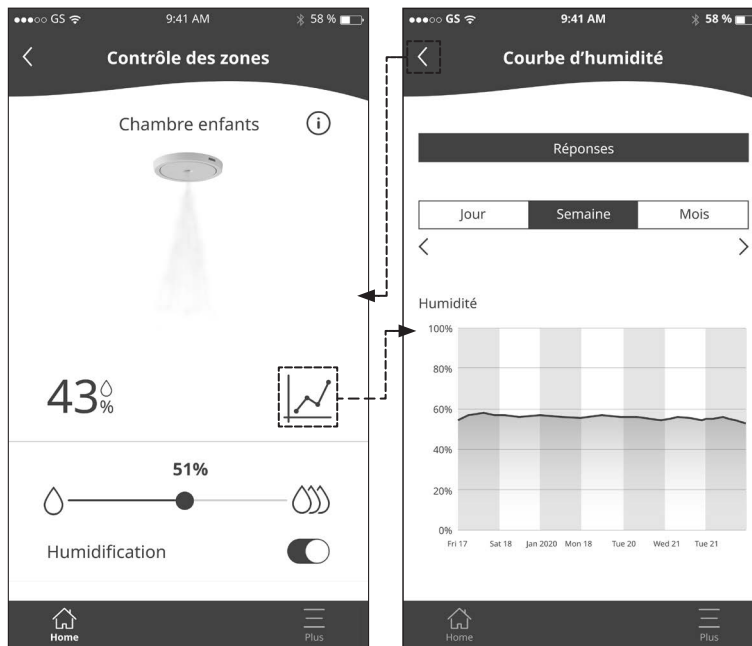 GS 9:41 AM 58 %
Contrôle des zones
Chambre enfants
i
43%
51%
Humidification
Home Plus
GS 9:41 AM 58 %
Courbe d’humidité
Réponses
Jour Semaine Mois
Humidité
100%
80%
60%
40%
20%
0%
Fri 17 Sat 18 Jan 2020 Mon 18 Tue 20 Wed 21 Tue 21
Home Plus